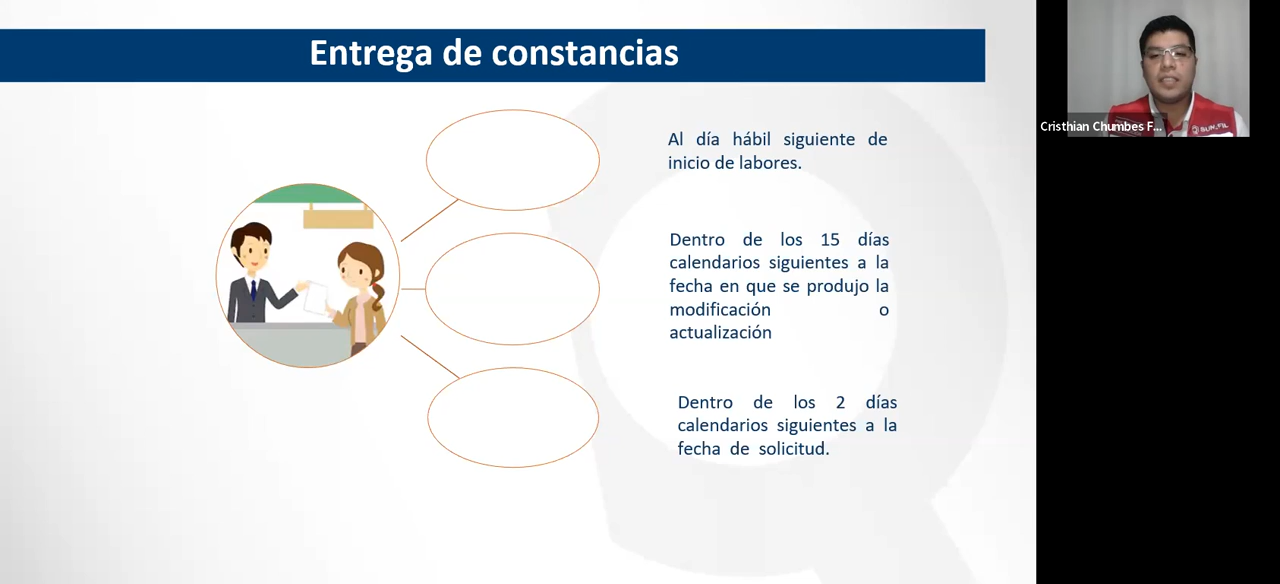 Entrega de constancias
Al día hábil siguiente de
inicio de labores.
Dentro de los 15 días
calendarios siguientes a la
fecha en que se produjo la
modificación o
actualización
Dentro de los 2 días
calendarios siguientes a la
fecha de solicitud.
Cristhian Chumbes F...